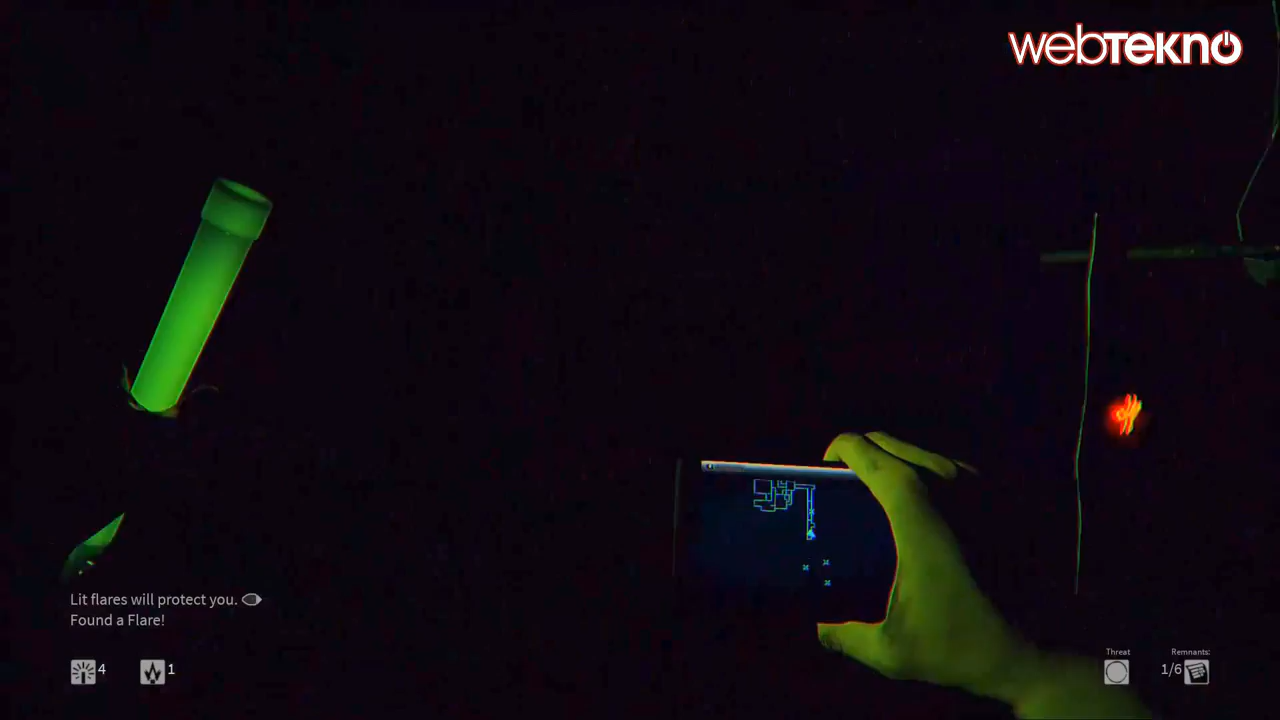 webTEKNO
Lit flares will protect you.
Found a Flare!
4
1
Threat
Remnants:
1/6